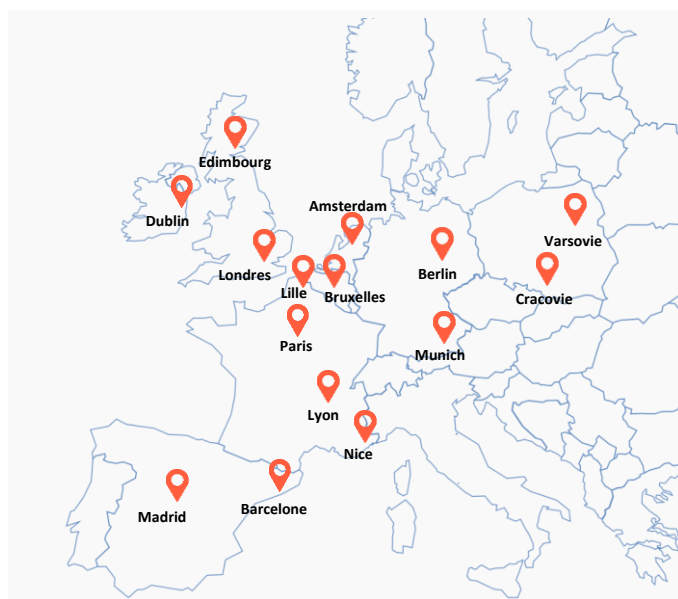 Edimbourg
Amsterdam
Dublin
Varsovie
Londres
Berlin
Lille
Bruxelles
Cracovie
Paris
Munich
Lyon
Nice
Barcelone
Madrid